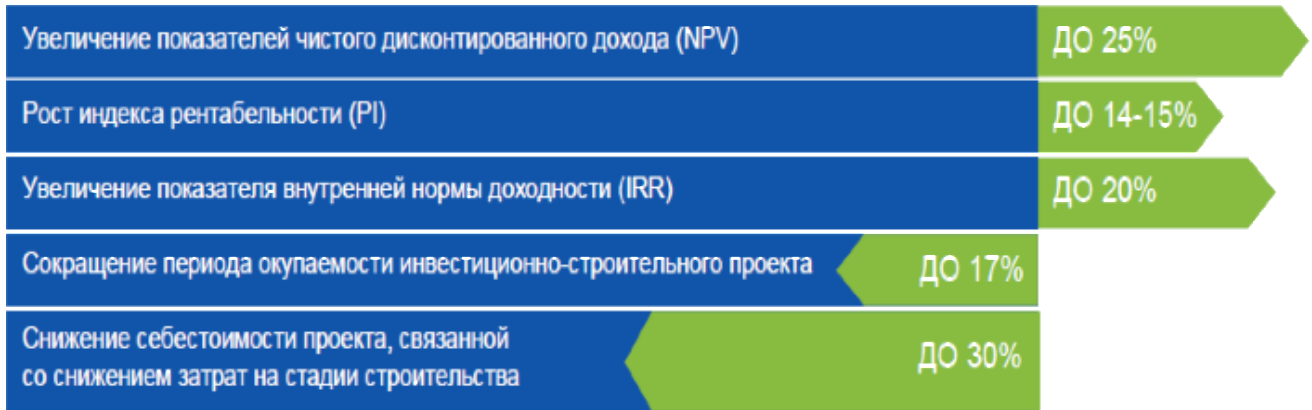 Увеличение показателей чистого дисконтированного дохода (NPV)
ДО 25%
Рост индекса рентабельности (PI)
ДО 14-15%
Увеличение показателя внутренней нормы доходности (IRR)
ДО 20%
Сокращение периода окупаемости инвестиционно-строительного проекта
ДО 17%
Снижение себестоимости проекта, связанной
со снижением затрат на стадии строительства
ДО 30%